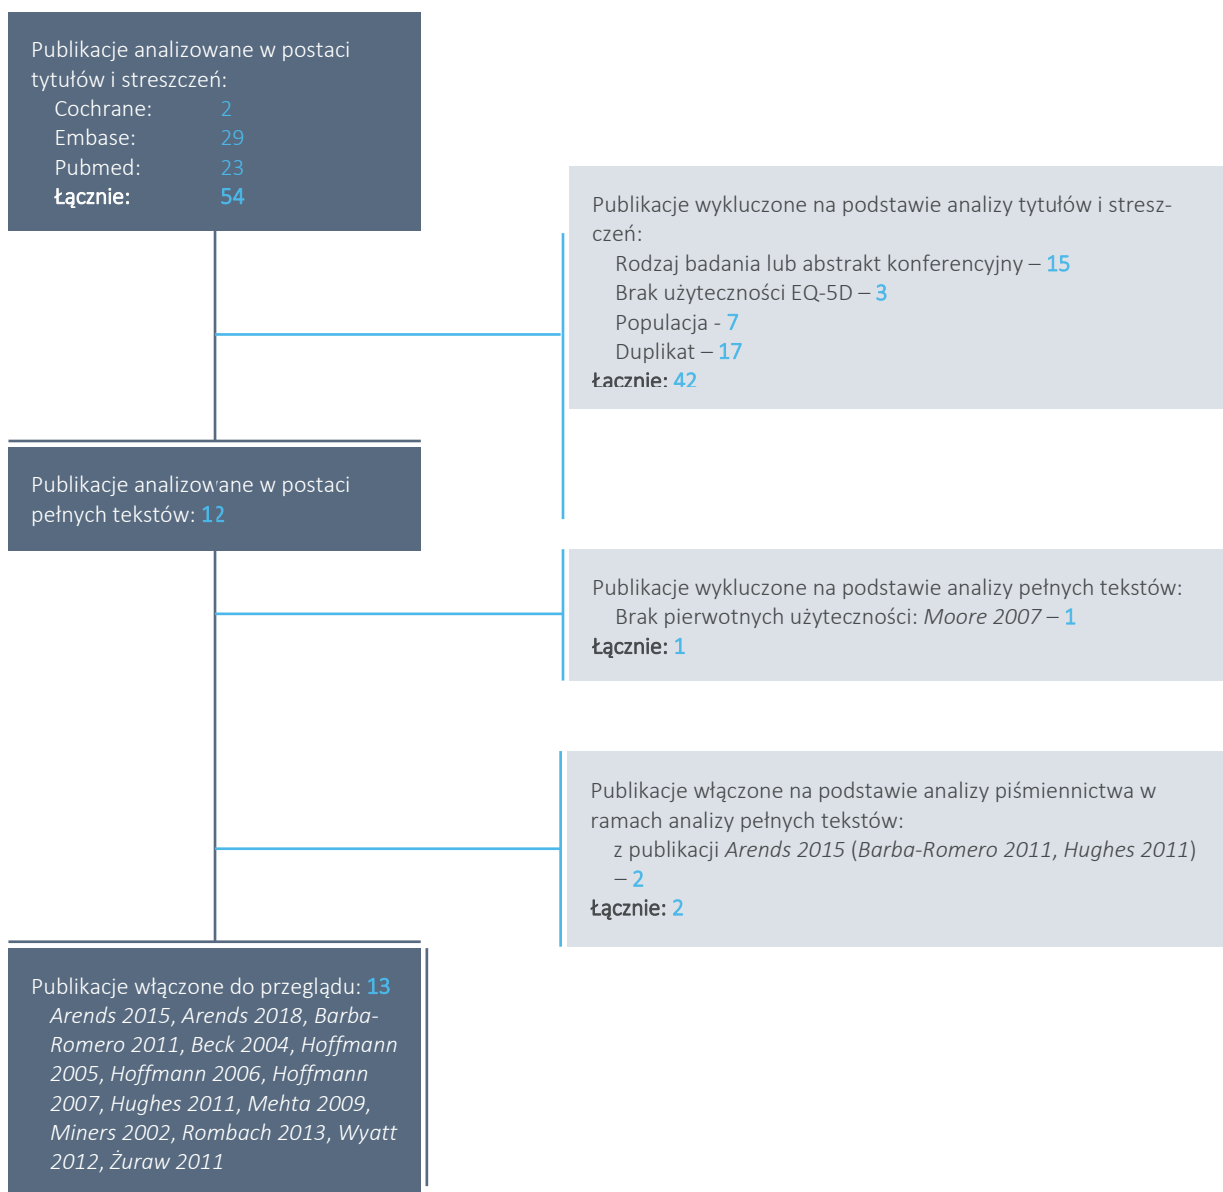 Publikacje analizowane w postaci
tytułów i streszczeń:
Cochrane: 2
Embase: 29
Pubmed: 23
Łącznie: 54
Publikacje wykluczone na podstawie analizy tytułów i stresz-
czeń:
Rodzaj badania lub abstrakt konferencyjny – 15
Brak użyteczności EQ-5D – 3
Populacja - 7
Duplikat – 17
Łącznie: 42
Publikacje analizowane w postaci
pełnych tekstów: 12
Publikacje wykluczone na podstawie analizy pełnych tekstów:
Brak pierwotnych użyteczności: Moore 2007 – 1
Łącznie: 1
Publikacje włączone na podstawie analizy piśmiennictwa w
ramach analizy pełnych tekstów:
z publikacji Arends 2015 (Barba-Romero 2011, Hughes 2011)
– 2
Łącznie: 2
Publikacje włączone do przeglądu: 13
Arends 2015, Arends 2018, Barba-
Romero 2011, Beck 2004, Hoffmann
2005, Hoffmann 2006, Hoffmann
2007, Hughes 2011, Mehta 2009,
Miners 2002, Rombach 2013, Wyatt
2012, Żuraw 2011